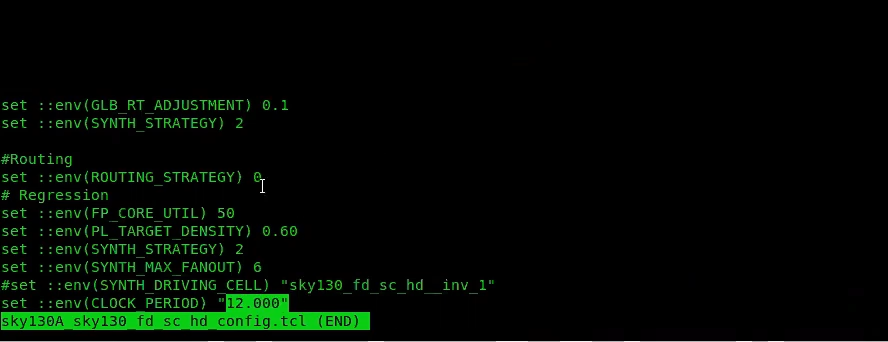 set ::env(GLB_RT_ADJUSTMENT) 0.1
set ::env(SYNTH_STRATEGY) 2
#Routing
set ::env(ROUTING_STRATEGY) 0
# Regression
set ::env(FP_CORE_UTIL) 50
set ::env(PL_TARGET_DENSITY) 0.60
set ::env(SYNTH_STRATEGY) 2
set ::env(SYNTH_MAX_FANOUT) 6
#set ::env(SYNTH_DRIVING_CELL) "sky130_fd_sc_hd__inv_1"
set ::env(CLOCK_PERIOD) "12.000"
sky130A_sky130_fd_sc_hd_config.tcl (END)